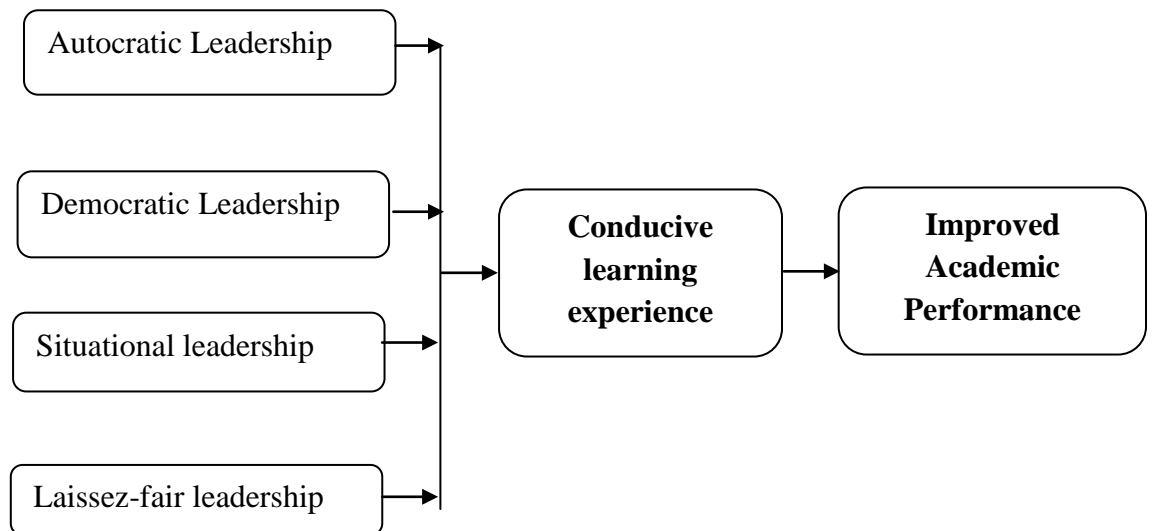 Autocratic Leadership
Democratic Leadership
Situational leadership
Laissez-fair leadership
Conducive
learning
experience
Improved
Academic
Performance